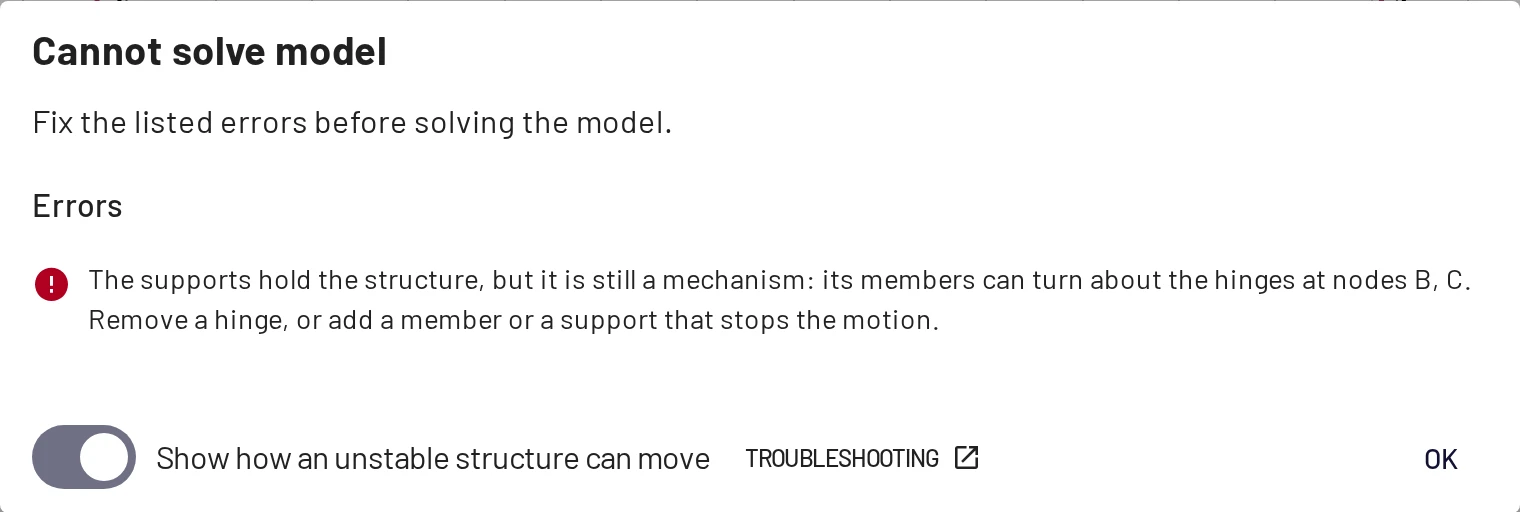 Cannot solve model
Fix the listed errors before solving the model.
Errors
The supports hold the structure, but it is still a mechanism: its members can turn about the hinges at nodes B, C.
Remove a hinge, or add a member or a support that stops the motion.
Show how an unstable structure can move TROUBLESHOOTING OK